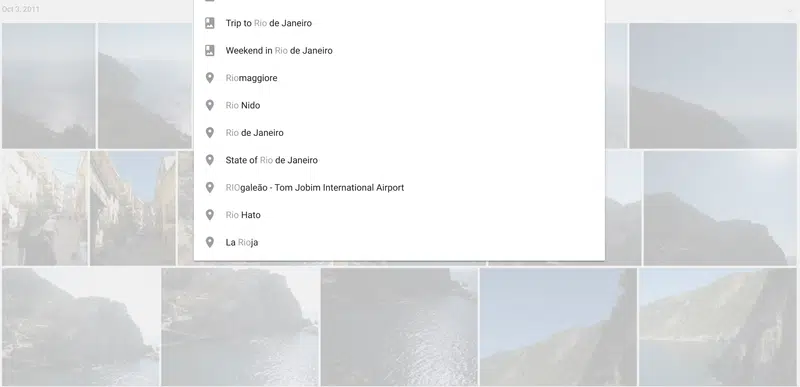 Oct 3, 2011
Trip to Rio de Janeiro
Weekend in Rio de Janeiro
Riomaggiore
Rio Nido
Rio de Janeiro
State of Rio de Janeiro
RIOgaleão - Tom Jobim International Airport
Rio Hato
La Rioja